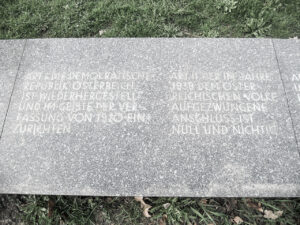 ART. I: DIE DEMOKRATISCHE
REPUBLIK ÖSTERREICH
IST WIEDERHERGESTELLT
UND IM GEISTE DER VER-
FASSUNG VON 1920 EINZU-
RICHTEN.
ART. II: DER IM JAHRE
1938 DEM ÖSTER-
REICHISCHEN VOLKE
AUFGEZWUNGENE
ANSCHLUSS IST
NULL UND NICHTIG.